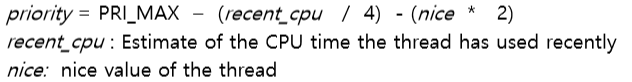 priority = PRI_MAX － (recent_cpu / 4) - (nice * 2)
recent_cpu : Estimate of the CPU time the thread has used recently
nice: nice value of the thread